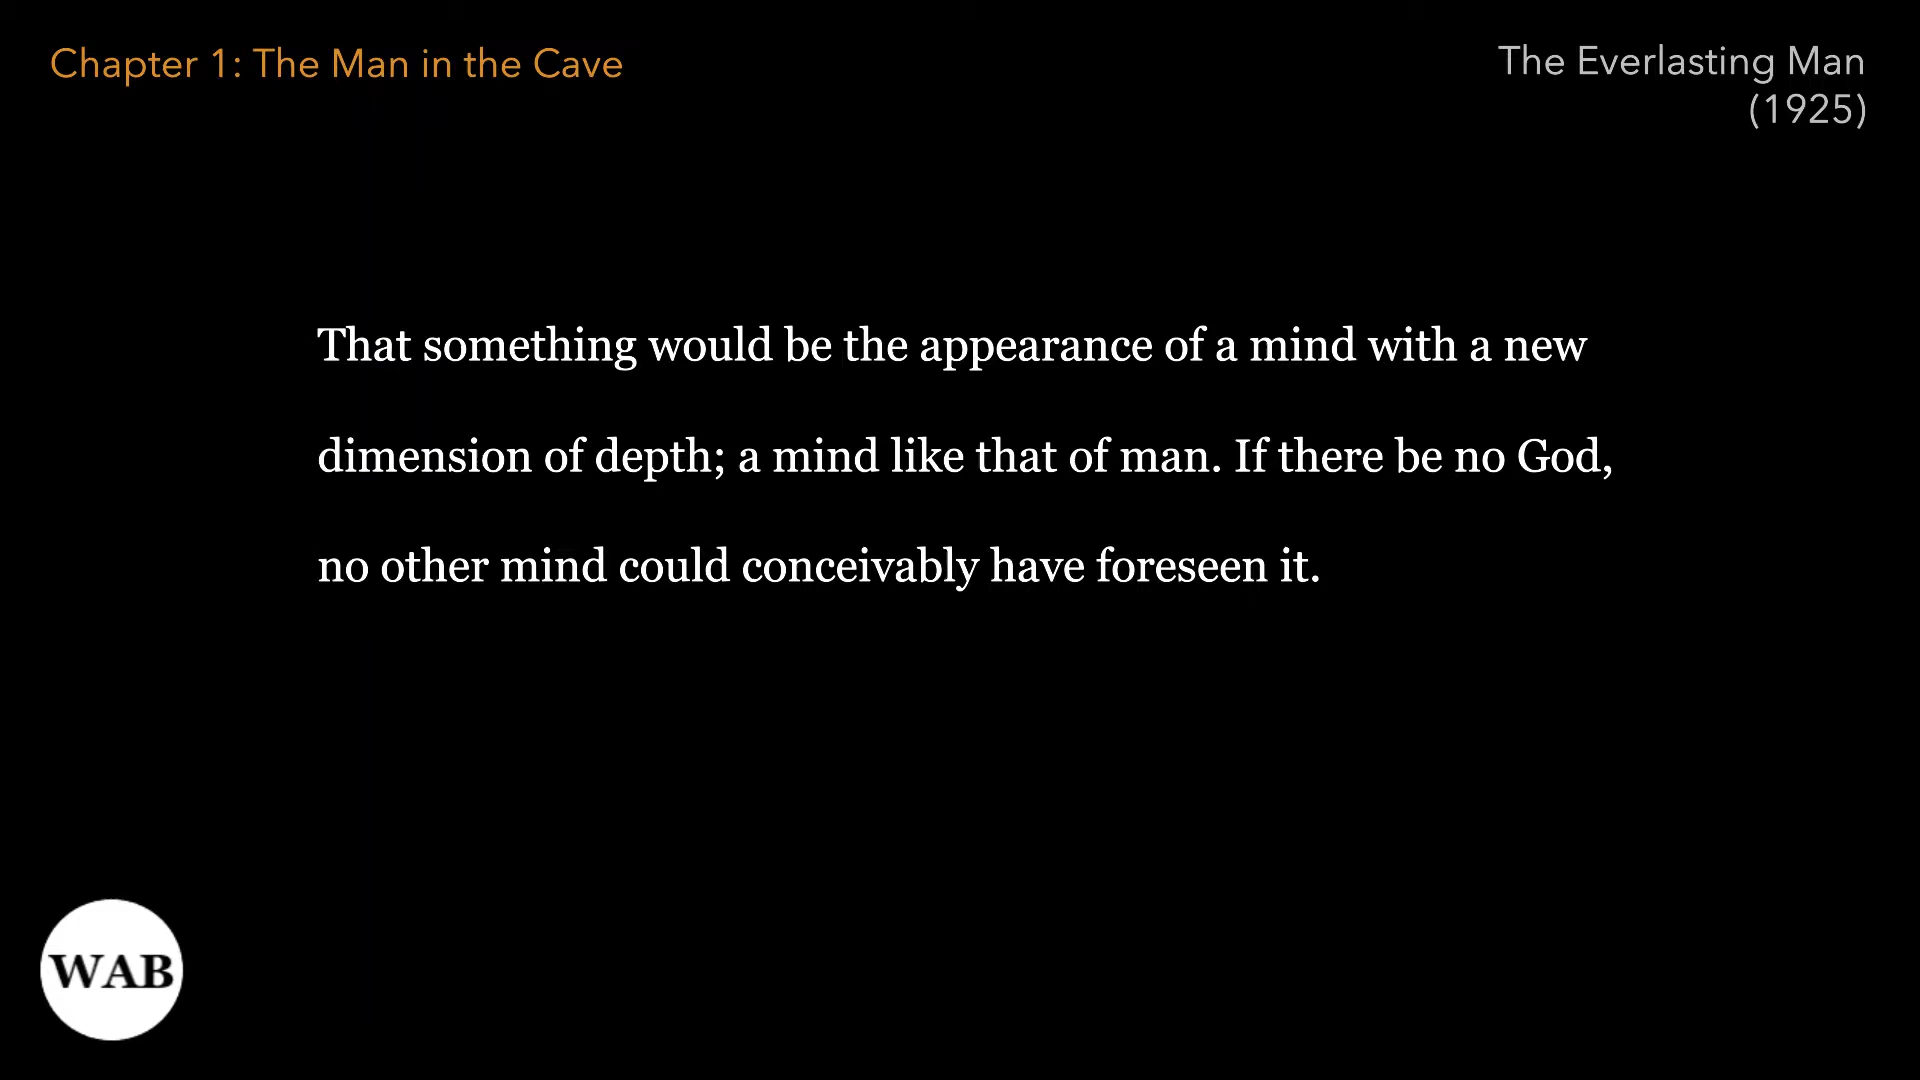 Chapter 1: The Man in the Cave
The Everlasting Man
(1925)
That something would be the appearance of a mind with a new
dimension of depth; a mind like that of man. If there be no God,
no other mind could conceivably have foreseen it.
WAB